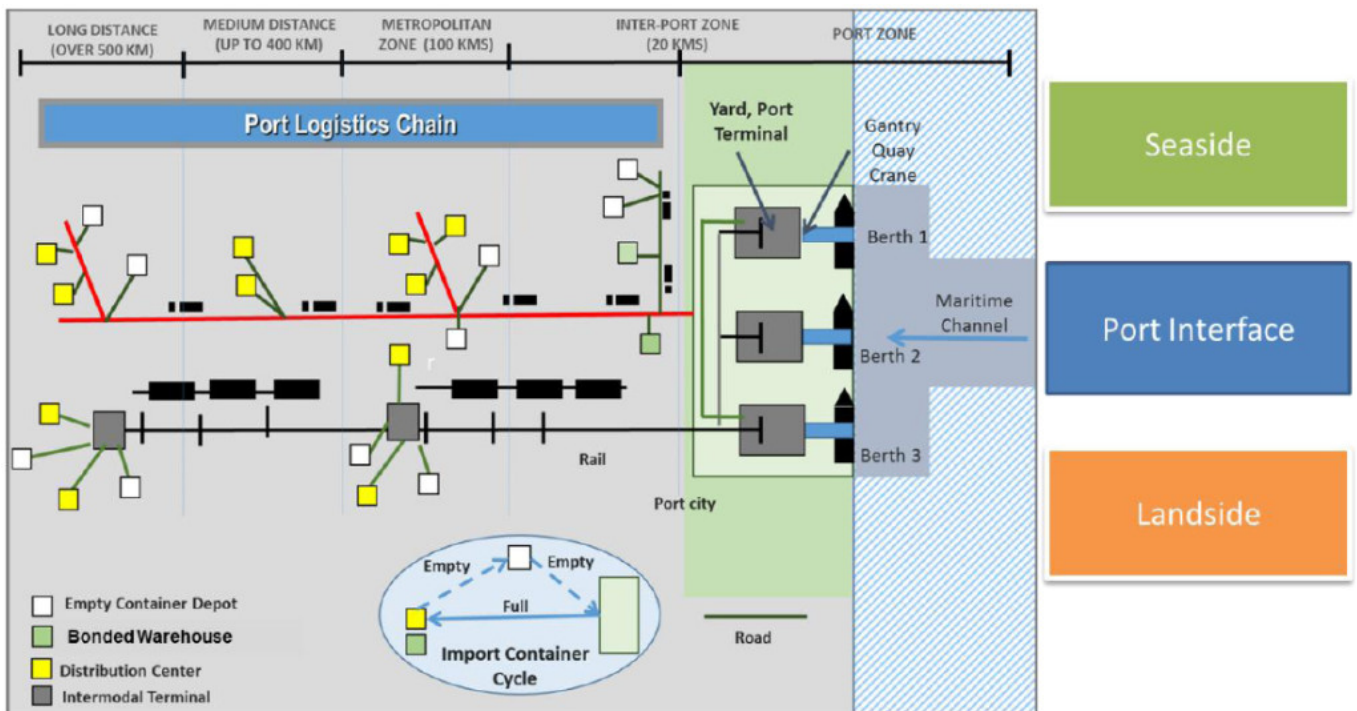 LONG DISTANCE
(OVER 500 KM)
MEDIUM DISTANCE
(UP TO 400 KM)
METROPOLITAN
ZONE (100 KMS)
INTER-PORT ZONE
(20 KMS)
PORT ZONE
Port Logistics Chain
Yard, Port
Terminal
Gantry
Quay
Crane
Seaside
Berth 1
Maritime
Channel
Port Interface
Berth 2
r
Berth 3
Rail
Port city
Landside
Empty
Empty
Full
Import Container
Cycle
Road
Empty Container Depot
Bonded Warehouse
Distribution Center
Intermodal Terminal